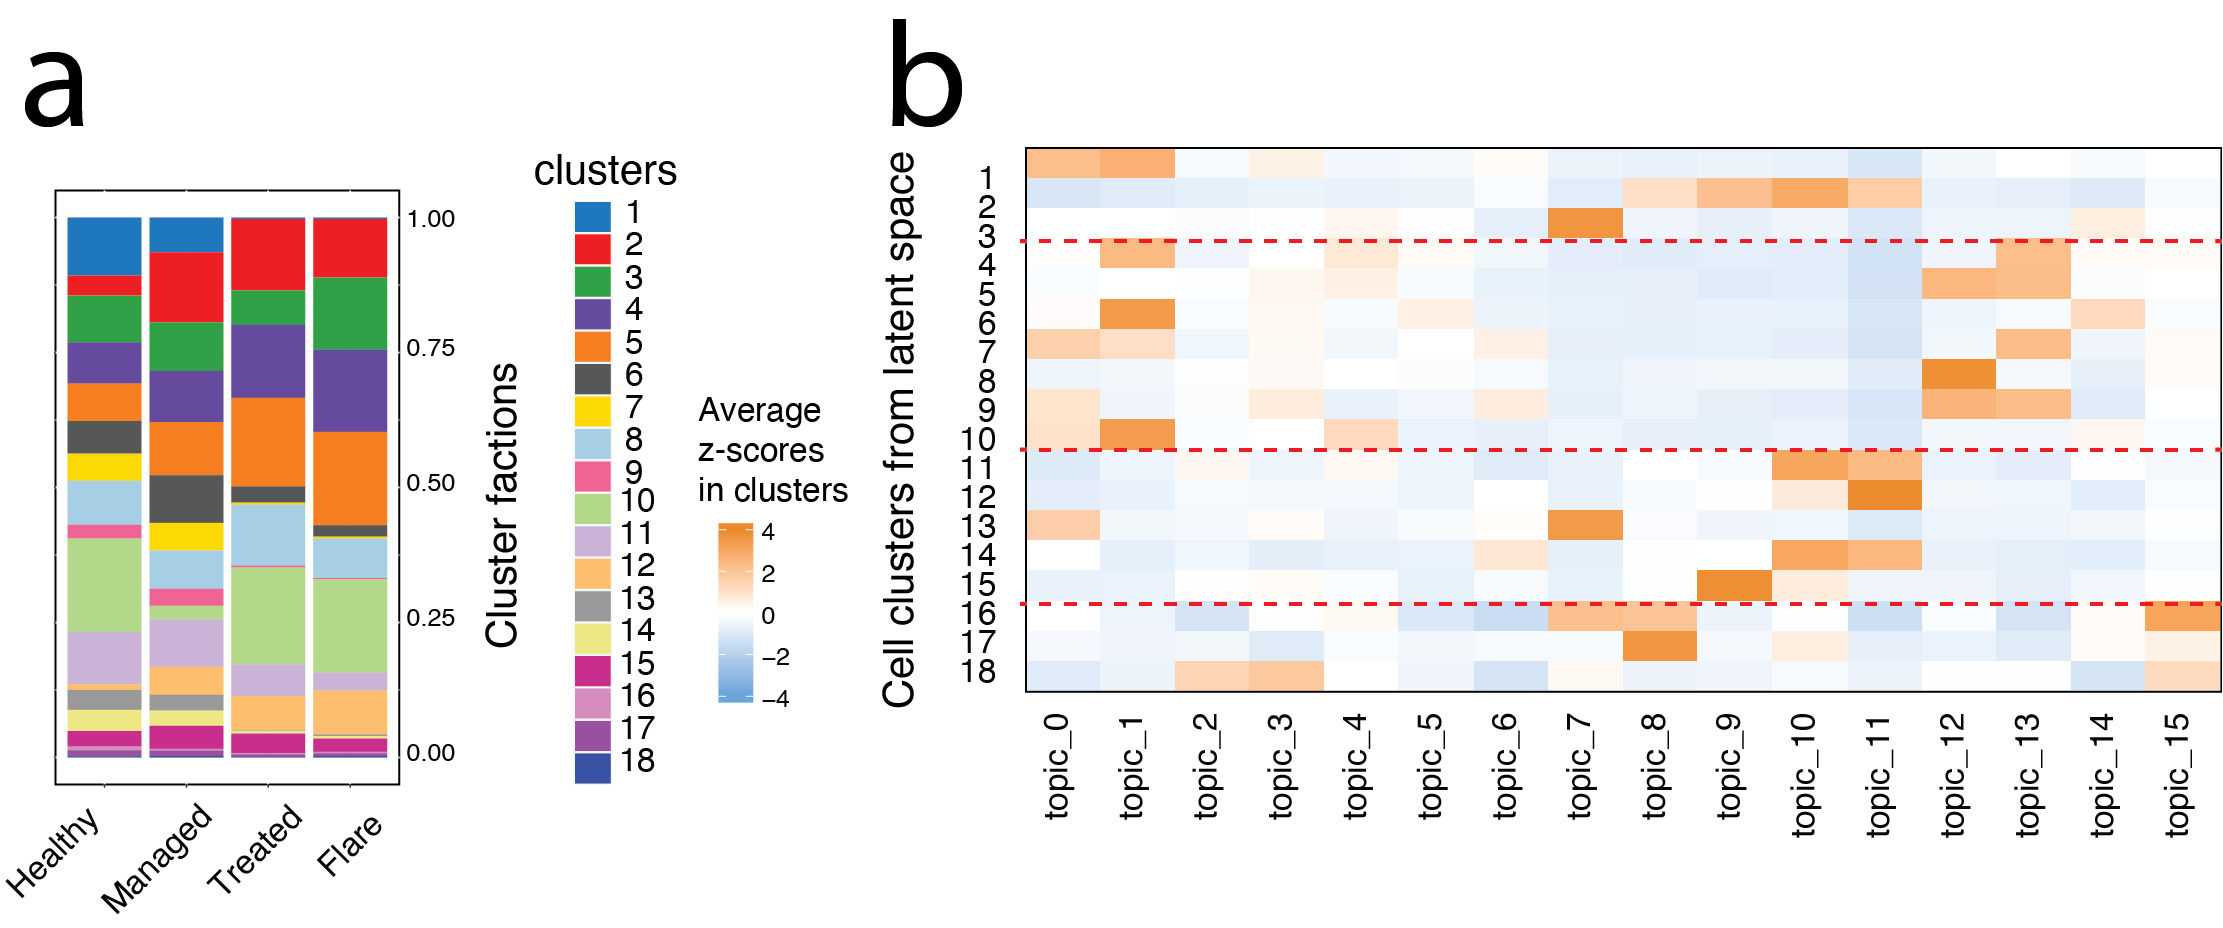 a
1.00
0.75
0.50
0.25
0.00
Healthy
Managed
Treated
Flare
Cluster factions
clusters
1
2
3
4
5
6
7
8
9
10
11
12
13
14
15
16
17
18
Average
z-scores
in clusters
4
2
0
−2
−4
b
Cell clusters from latent space
1
2
3
4
5
6
7
8
9
10
11
12
13
14
15
16
17
18
topic_0
topic_1
topic_2
topic_3
topic_4
topic_5
topic_6
topic_7
topic_8
topic_9
topic_10
topic_11
topic_12
topic_13
topic_14
topic_15